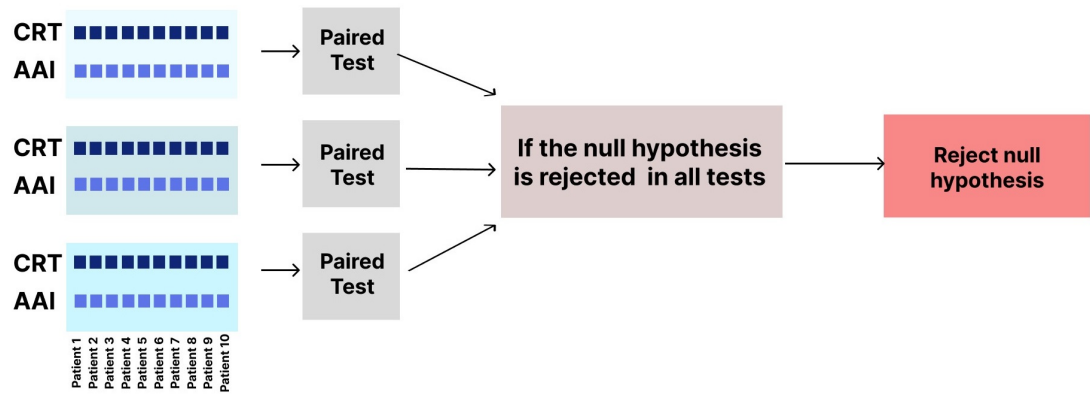 CRT
AAI
Paired
Test
CRT
AAI
Paired
Test
If the null hypothesis
is rejected in all tests
Reject null
hypothesis
CRT
AAI
Paired
Test
Patient 1
Patient 2
Patient 3
Patient 4
Patient 5
Patient 6
Patient 7
Patient 8
Patient 9
Patient 10